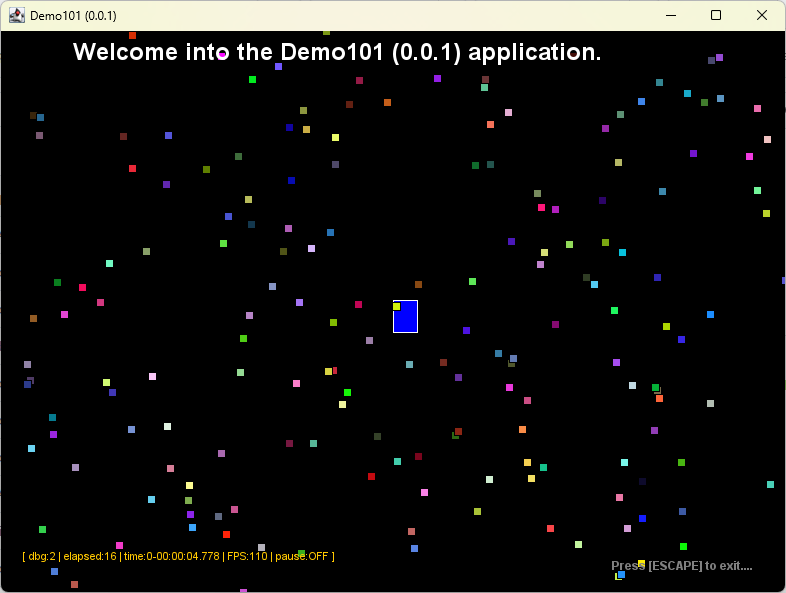 Demo101 (0.0.1)
Welcome into the Demo101 (0.0.1) application.
[ dbg:2 | elapsed:16 | time:0-00:00:04.778 | FPS:110 | pause:OFF ]
Press [ESCAPE] to exit....